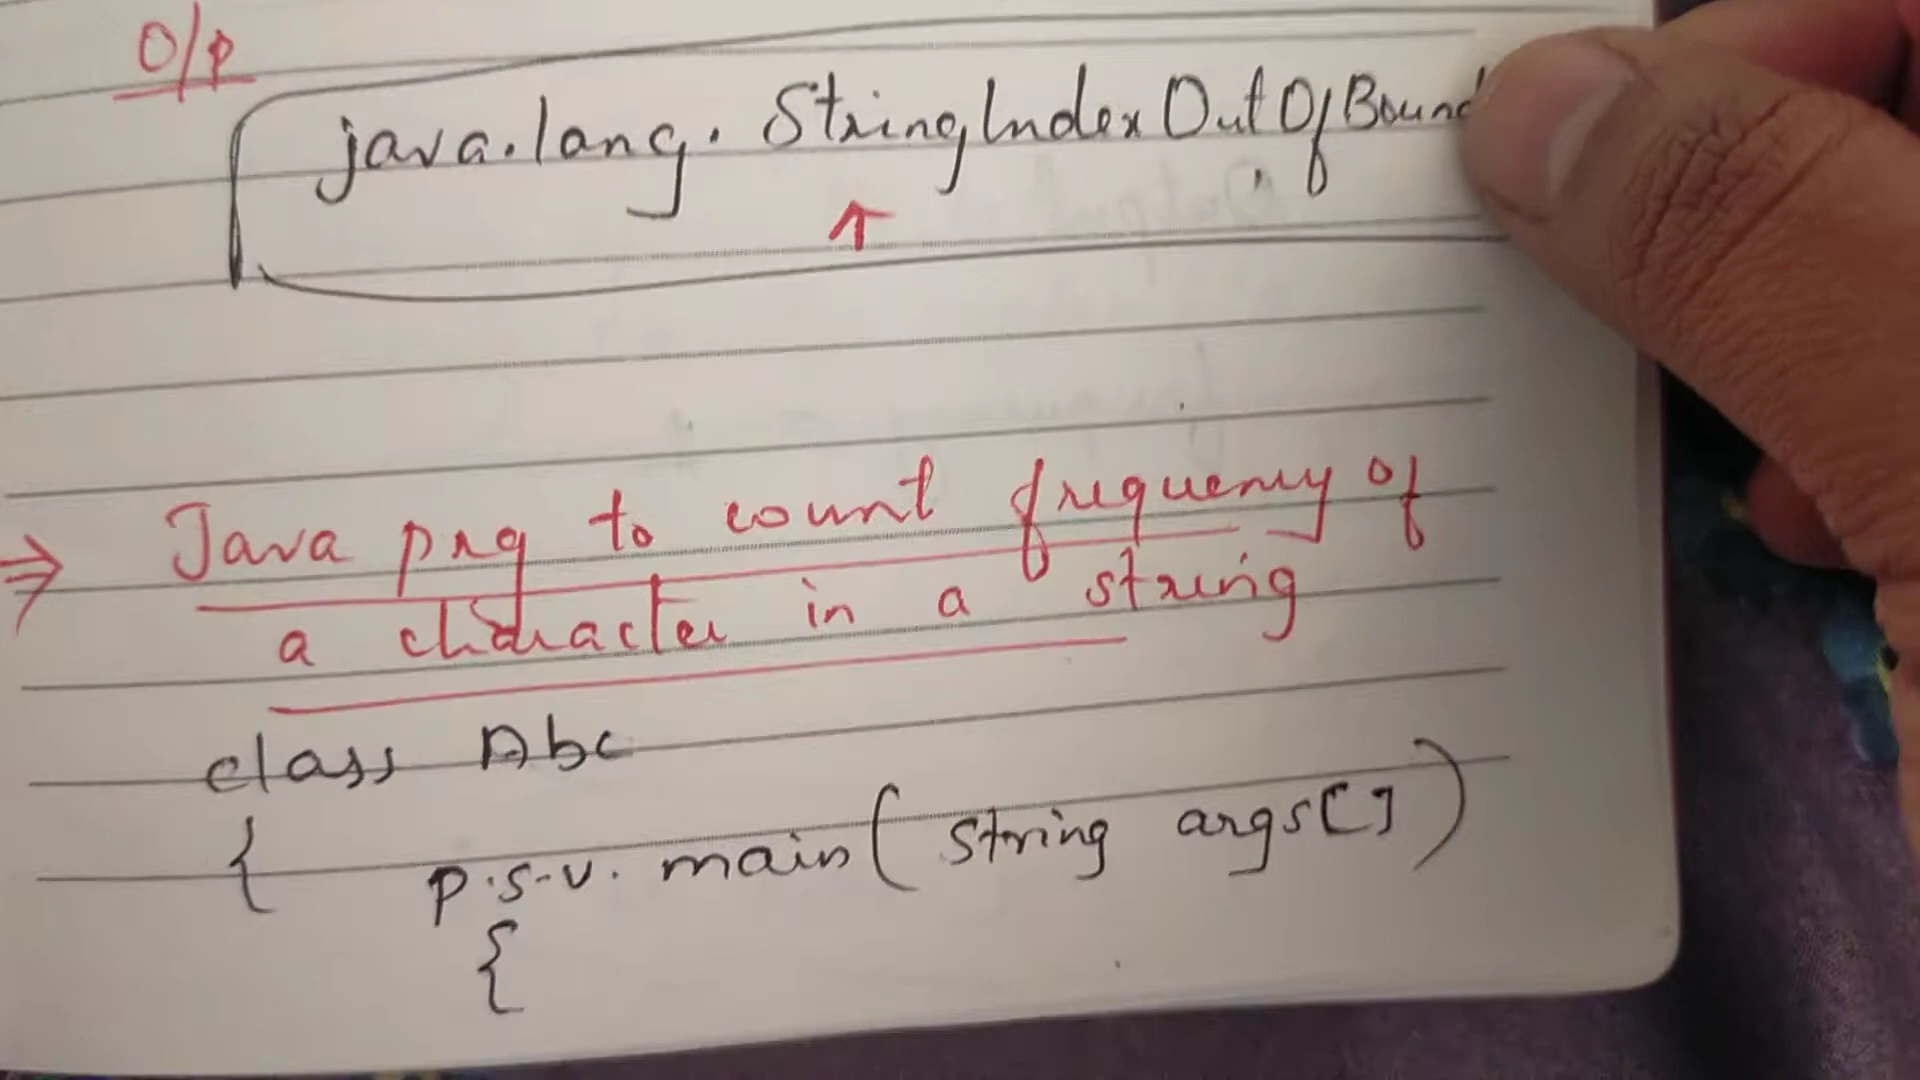 O/P
java.lang. StringIndexOutOfBound
⇒ Java prg to count frequency of
a character in a string
class Abc
{ p.s.v. main( String args[])
{